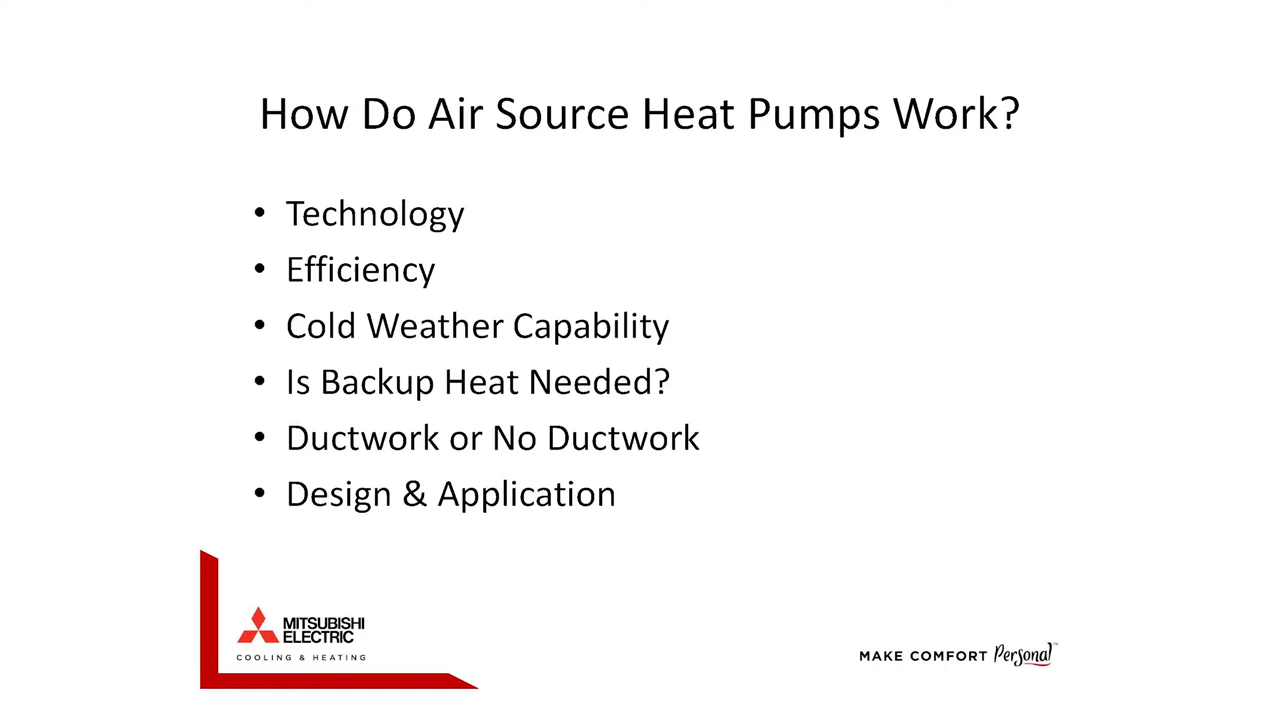 How Do Air Source Heat Pumps Work?
• Technology
• Efficiency
• Cold Weather Capability
• Is Backup Heat Needed?
• Ductwork or No Ductwork
• Design & Application
MITSUBISHI
ELECTRIC
COOLING & HEATING
MAKE COMFORT Personal™